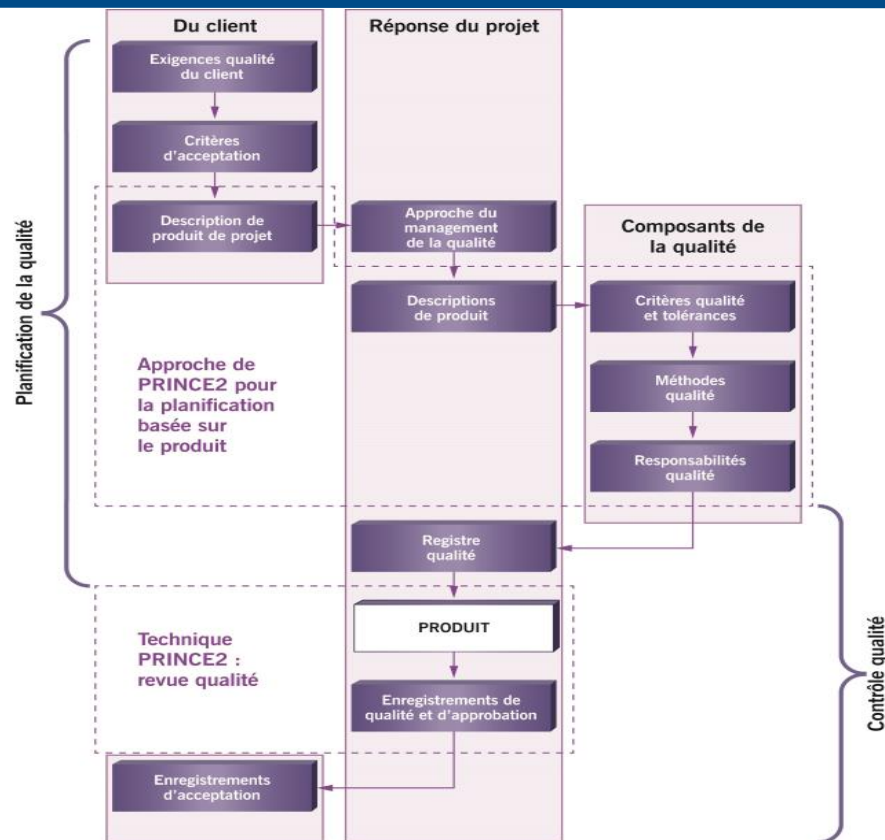 Du client
Réponse du projet
Exigences qualité
du client
Critères
d'acceptation
Description de
produit de projet
Approche du
management
de la qualité
Composants de
la qualité
Descriptions
de produit
Critères qualité
et tolérances
Planification de la qualité
Approche de
PRINCE2 pour
la planification
basée sur
le produit
Méthodes
qualité
Responsabilités
qualité
Registre
qualité
PRODUIT
Technique
PRINCE2 :
revue qualité
Enregistrements de
qualité et d'approbation
Contrôle qualité
Enregistrements
d'acceptation